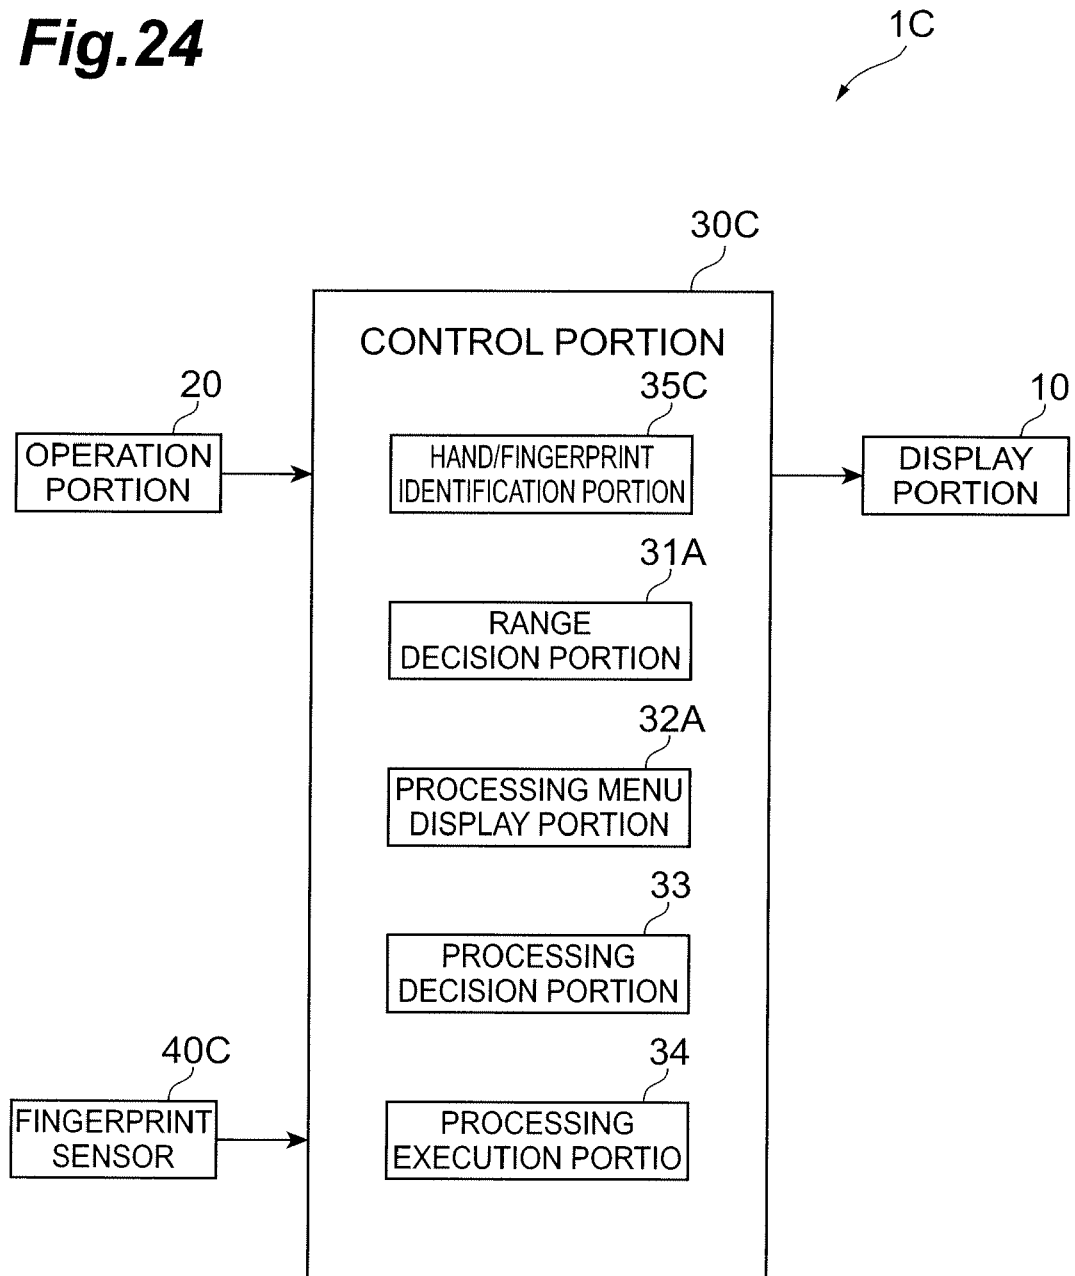 Fig.24
1C
30C
CONTROL PORTION
20
OPERATION
PORTION
35C
HAND/FINGERPRINT
IDENTIFICATION PORTION
10
DISPLAY
PORTION
31A
RANGE
DECISION PORTION
32A
PROCESSING MENU
DISPLAY PORTION
33
PROCESSING
DECISION PORTION
40C
FINGERPRINT
SENSOR
34
PROCESSING
EXECUTION PORTIO